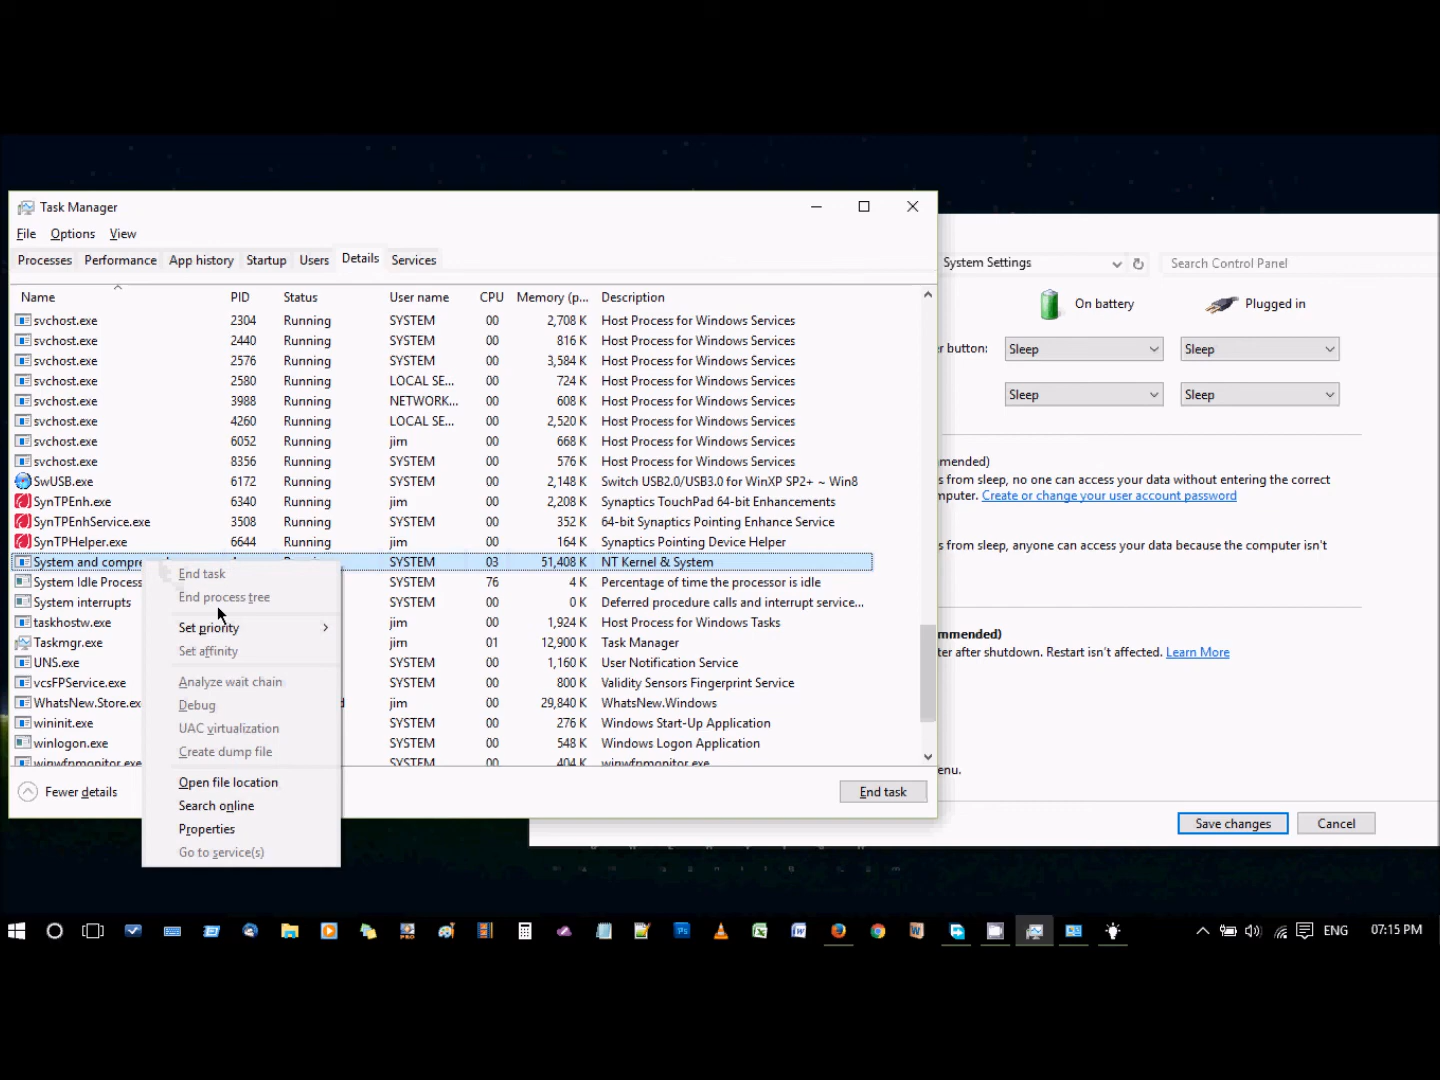 Task Manager
File Options View
Processes Performance App history Startup Users Details Services
Name PID Status User name CPU Memory (p... Description
svchost.exe 2304 Running SYSTEM 00 2,708 K Host Process for Windows Services
svchost.exe 2440 Running SYSTEM 00 816 K Host Process for Windows Services
svchost.exe 2576 Running SYSTEM 00 3,584 K Host Process for Windows Services
svchost.exe 2580 Running LOCAL SE... 00 724 K Host Process for Windows Services
svchost.exe 3988 Running NETWORK... 00 608 K Host Process for Windows Services
svchost.exe 4260 Running LOCAL SE... 00 2,520 K Host Process for Windows Services
svchost.exe 6052 Running jim 00 668 K Host Process for Windows Services
svchost.exe 8356 Running SYSTEM 00 576 K Host Process for Windows Services
SwUSB.exe 6172 Running SYSTEM 00 2,148 K Switch USB2.0/USB3.0 for WinXP SP2+ ~ Win8
SynTPEnh.exe 6340 Running jim 00 2,208 K Synaptics TouchPad 64-bit Enhancements
SynTPEnhService.exe 3508 Running SYSTEM 00 352 K 64-bit Synaptics Pointing Enhance Service
SynTPHelper.exe 6644 Running jim 00 164 K Synaptics Pointing Device Helper
System and compre SYSTEM 03 51,408 K NT Kernel & System
System Idle Process SYSTEM 76 4 K Percentage of time the processor is idle
System interrupts SYSTEM 00 0 K Deferred procedure calls and interrupt service...
taskhostw.exe jim 00 1,924 K Host Process for Windows Tasks
Taskmgr.exe jim 01 12,900 K Task Manager
UNS.exe SYSTEM 00 1,160 K User Notification Service
vcsFPService.exe SYSTEM 00 800 K Validity Sensors Fingerprint Service
WhatsNew.Store.ex jim 00 29,840 K WhatsNew.Windows
wininit.exe SYSTEM 00 276 K Windows Start-Up Application
winlogon.exe SYSTEM 00 548 K Windows Logon Application
winwfpmonitor.exe SYSTEM 00 404 K winwfpmonitor.exe
Fewer details End task
End task
End process tree
Set priority
Set affinity
Analyze wait chain
Debug
UAC virtualization
Create dump file
Open file location
Search online
Properties
Go to service(s)
System Settings Search Control Panel
On battery Plugged in
er button: Sleep Sleep
Sleep Sleep
mended)
s from sleep, no one can access your data without entering the correct
mputer. Create or change your user account password
s from sleep, anyone can access your data because the computer isn't
mmended)
ter after shutdown. Restart isn't affected. Learn More
enu.
Save changes Cancel
ENG 07:15 PM